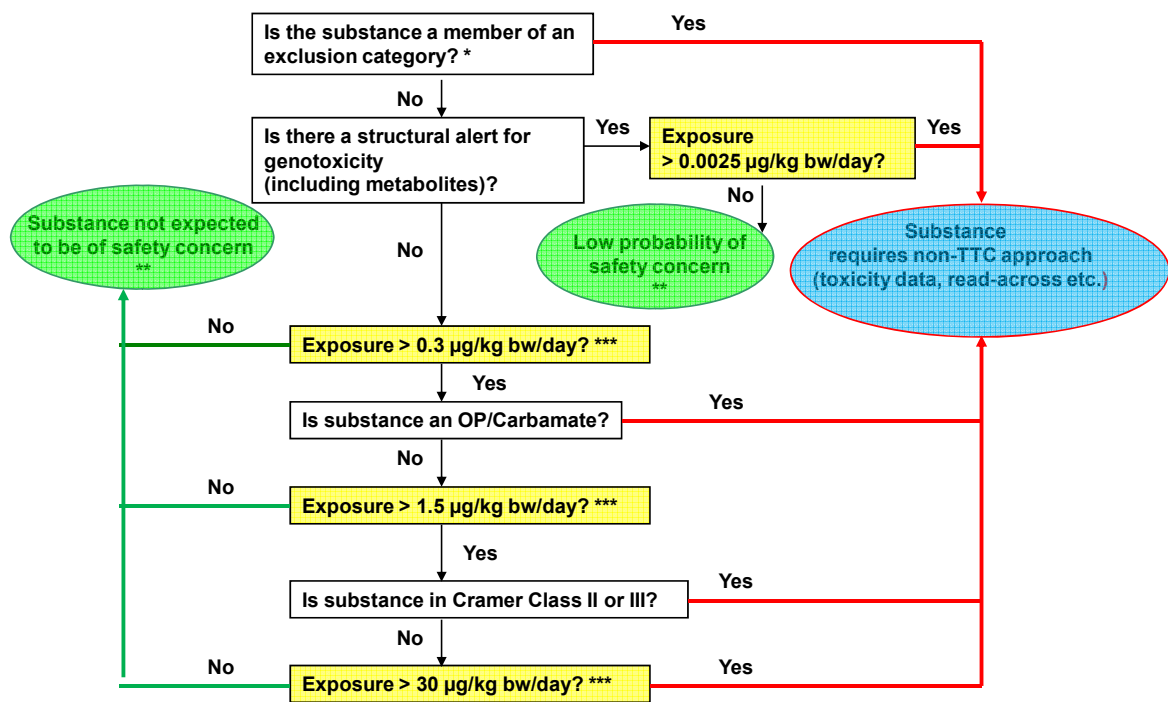 Is the substance a member of an
exclusion category? *
Yes
No
Is there a structural alert for
genotoxicity
(including metabolites)?
Yes
Exposure
> 0.0025 µg/kg bw/day?
Yes
No
Substance not expected
to be of safety concern
**
No
Low probability of
safety concern
**
Substance
requires non-TTC approach
(toxicity data, read-across etc.)
No
Exposure > 0.3 µg/kg bw/day? ***
Yes
Is substance an OP/Carbamate?
Yes
No
No
Exposure > 1.5 µg/kg bw/day? ***
Yes
Is substance in Cramer Class II or III?
Yes
No
No
Exposure > 30 µg/kg bw/day? ***
Yes